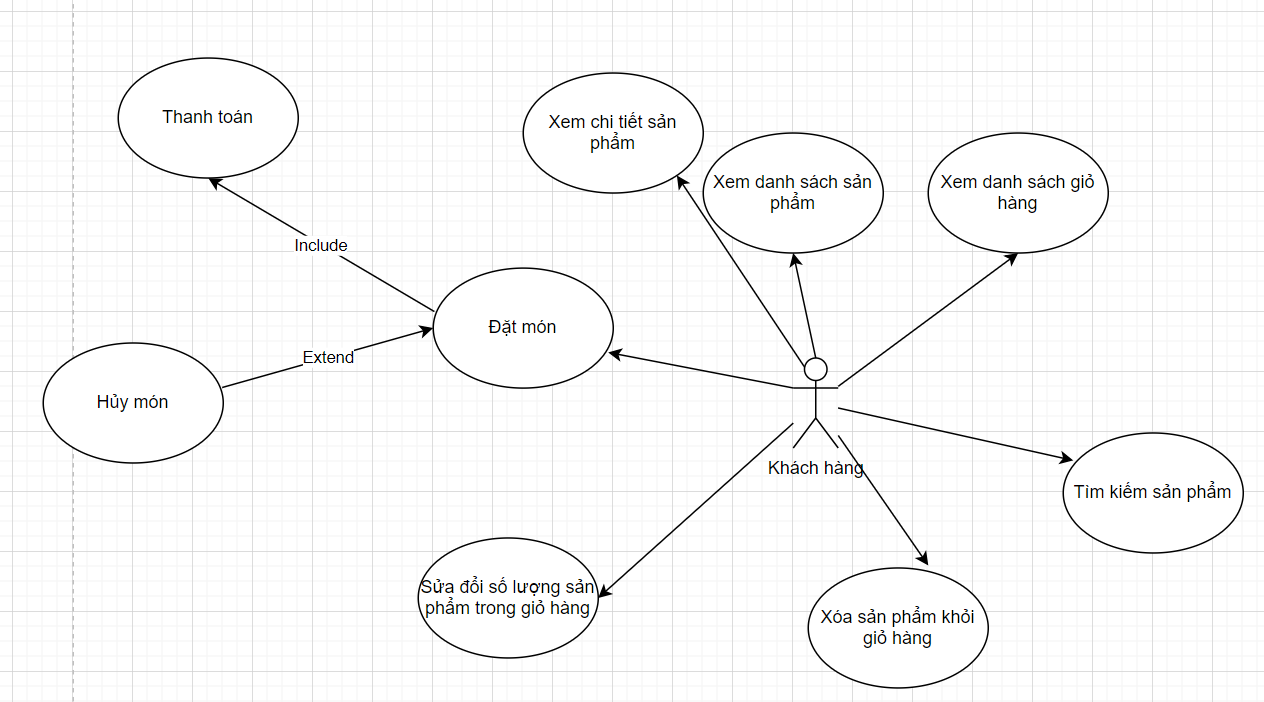 Thanh toán
Xem chi tiết sản
phẩm
Xem danh sách sản
phẩm
Xem danh sách giỏ
hàng
Include
Đặt món
Extend
Hủy món
Khách hàng
Tìm kiếm sản phẩm
Sửa đổi số lượng sản
phẩm trong giỏ hàng
Xóa sản phẩm khỏi
giỏ hàng